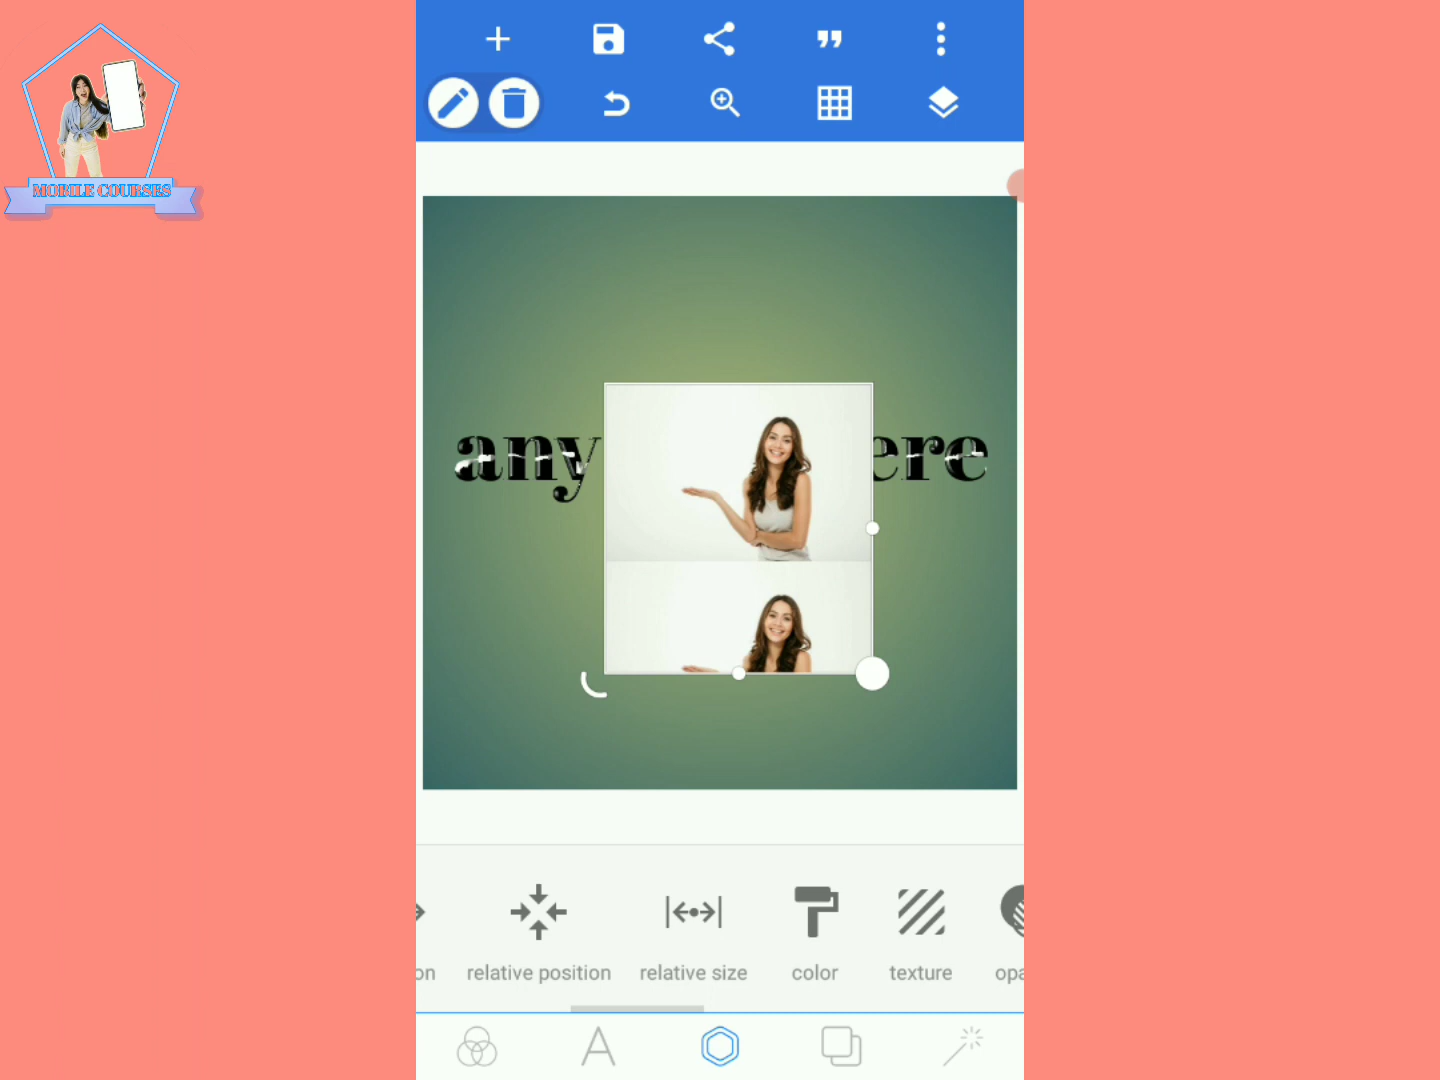 MOBILE COURSES
any
ere
on
relative position
relative size
color
texture
opa